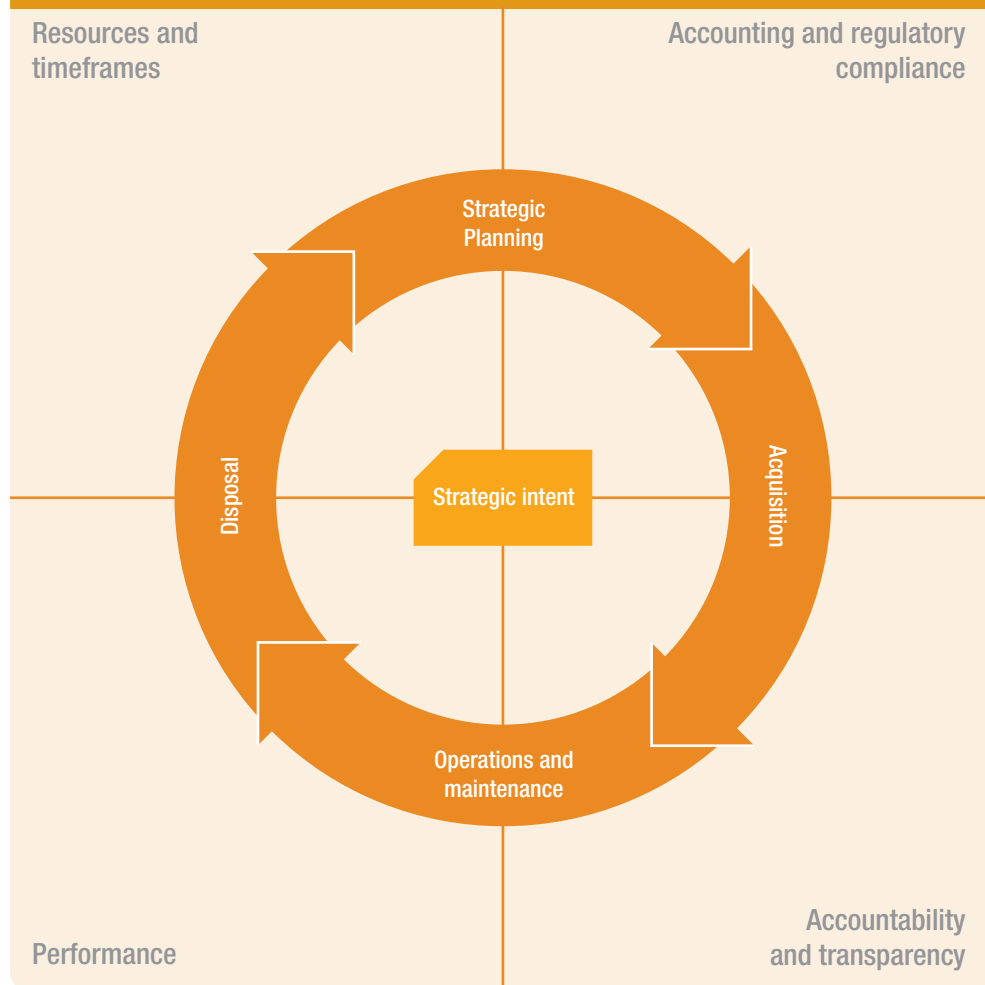 Resources and
timeframes
Accounting and regulatory
compliance
Strategic
Planning
Disposal
Strategic intent
Acquisition
Operations and
maintenance
Performance
Accountability
and transparency